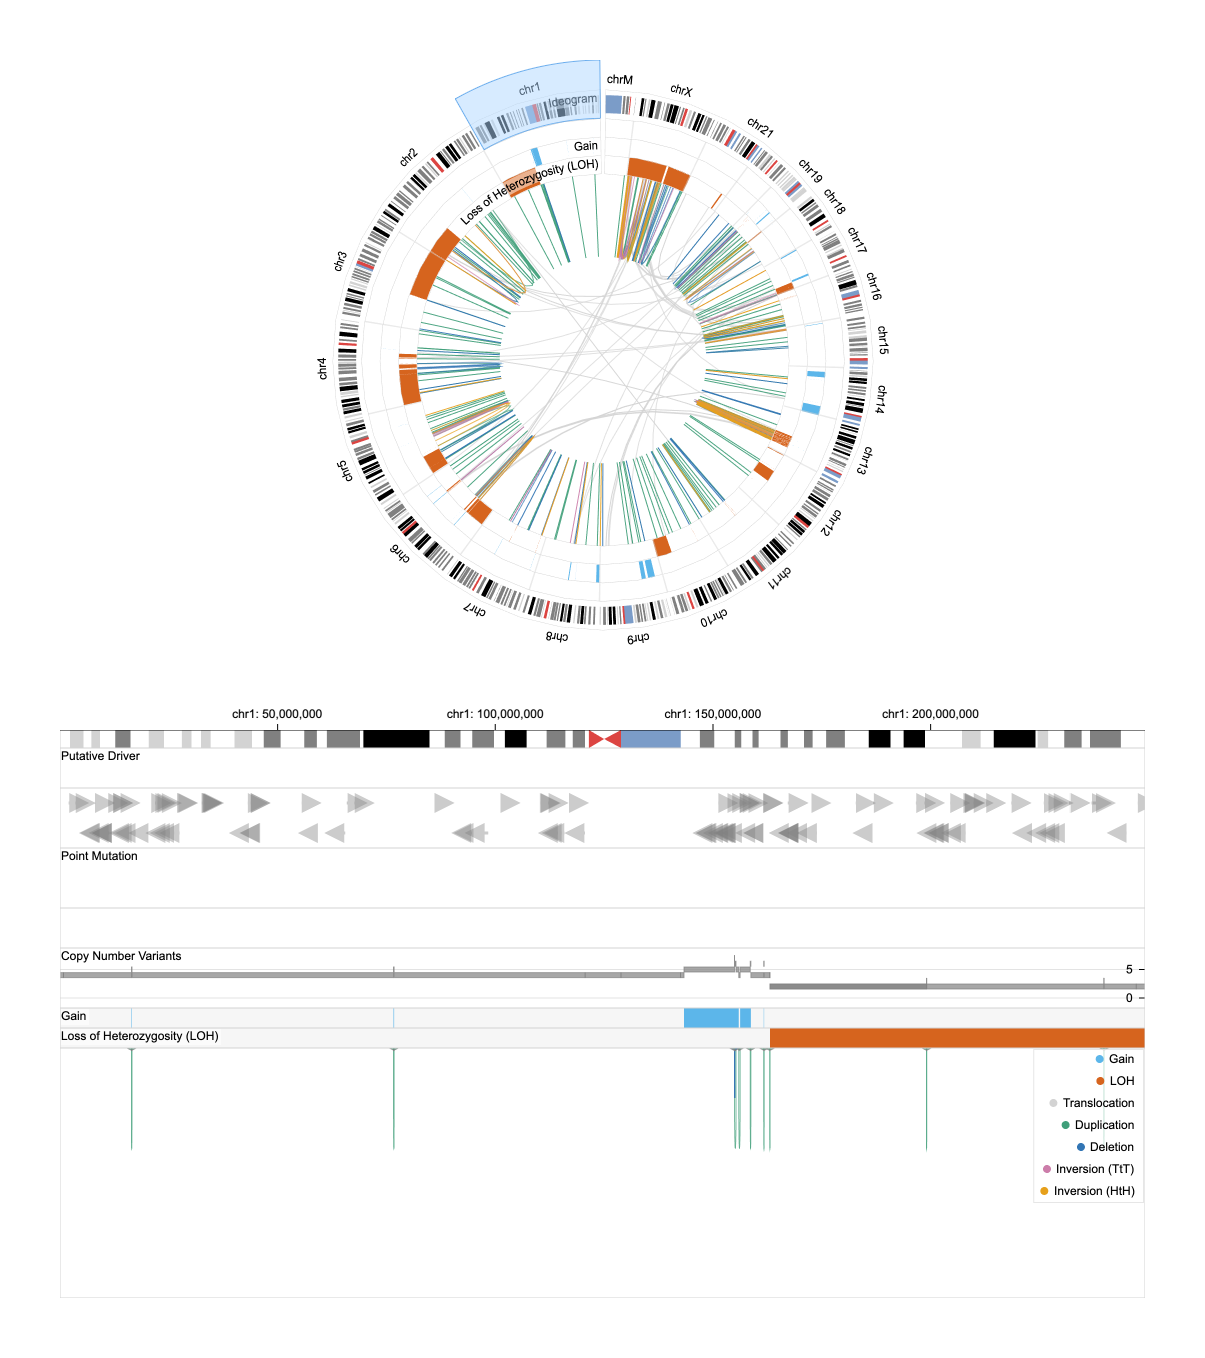 chrM
chrX
chr1
Ideogram
chr21
chr2
Gain
chr19
Loss of Heterozygosity (LOH)
chr18
chr17
chr3
chr16
chr15
chr4
chr14
chr13
chr5
chr12
chr6
chr11
chr7
chr10
chr8
chr9
chr1: 50,000,000
chr1: 100,000,000
chr1: 150,000,000
chr1: 200,000,000
Putative Driver
Point Mutation
Copy Number Variants
5
0
Gain
Loss of Heterozygosity (LOH)
Gain
LOH
Translocation
Duplication
Deletion
Inversion (TtT)
Inversion (HtH)